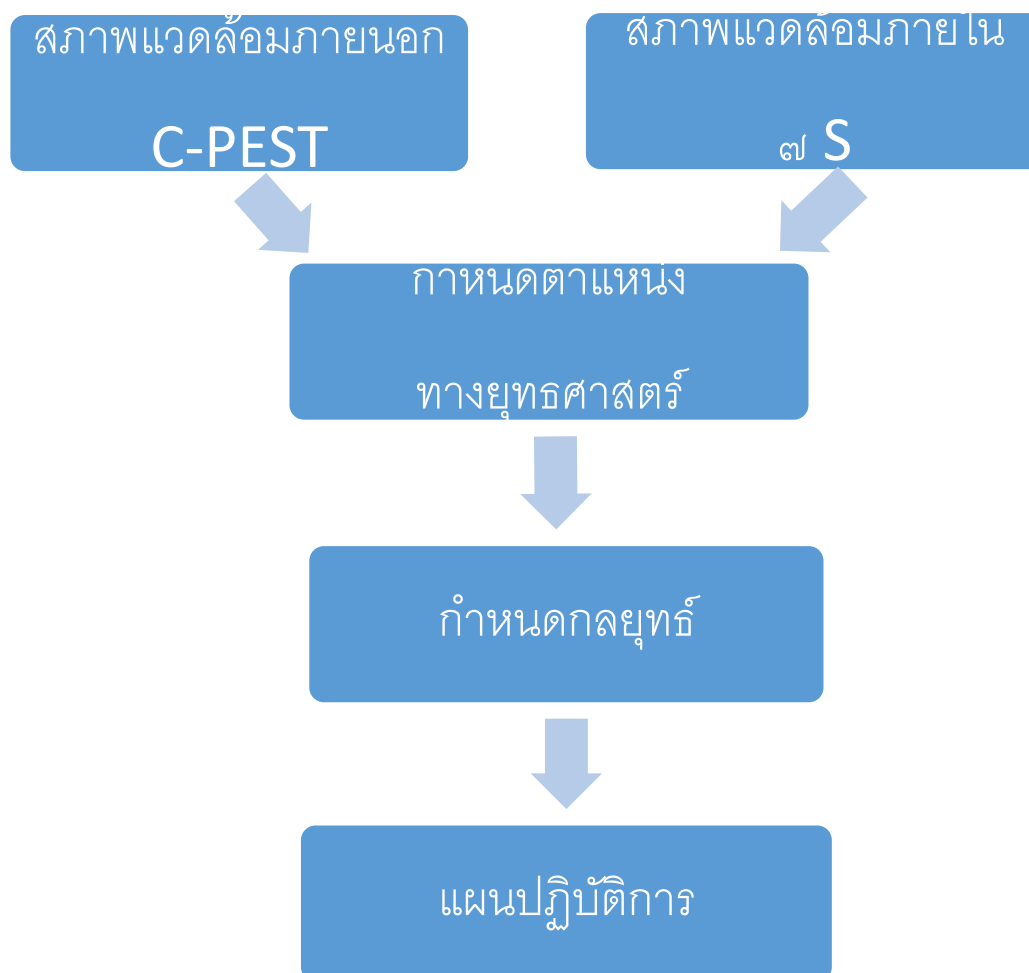 สภาพแวดล้อมภายนอก
C-PEST
สภาพแวดล้อมภายใน
๗ S
กำหนดตำแหน่ง
ทางยุทธศาสตร์
กำหนดกลยุทธ์
แผนปฏิบัติการ